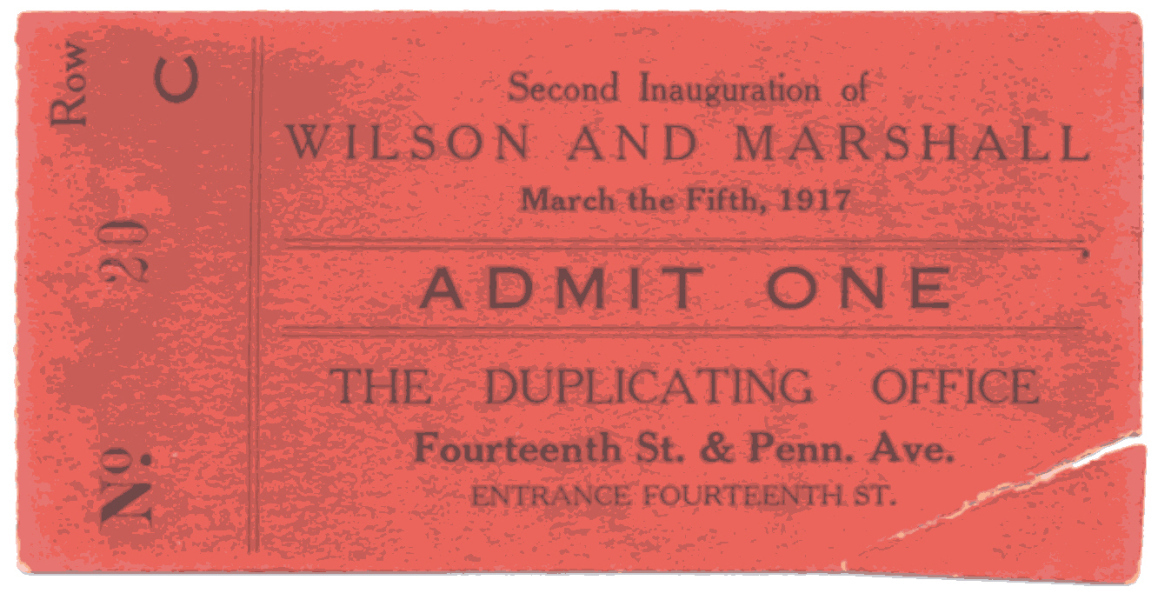 Row C
No. 20
Second Inauguration of
WILSON AND MARSHALL
March the Fifth, 1917
ADMIT ONE
THE DUPLICATING OFFICE
Fourteenth St. & Penn. Ave.
ENTRANCE FOURTEENTH ST.